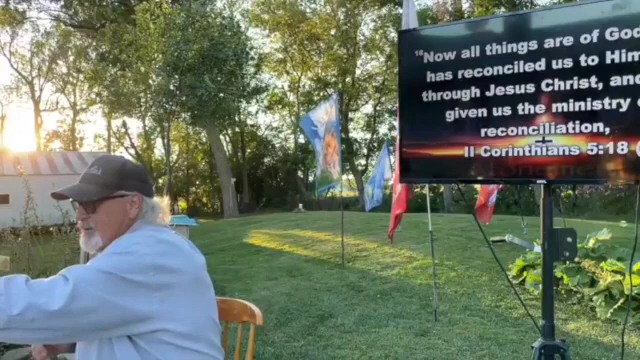 ¹⁸Now all things are of God
has reconciled us to Him
through Jesus Christ, and
given us the ministry
reconciliation,
II Corinthians 5:18 (